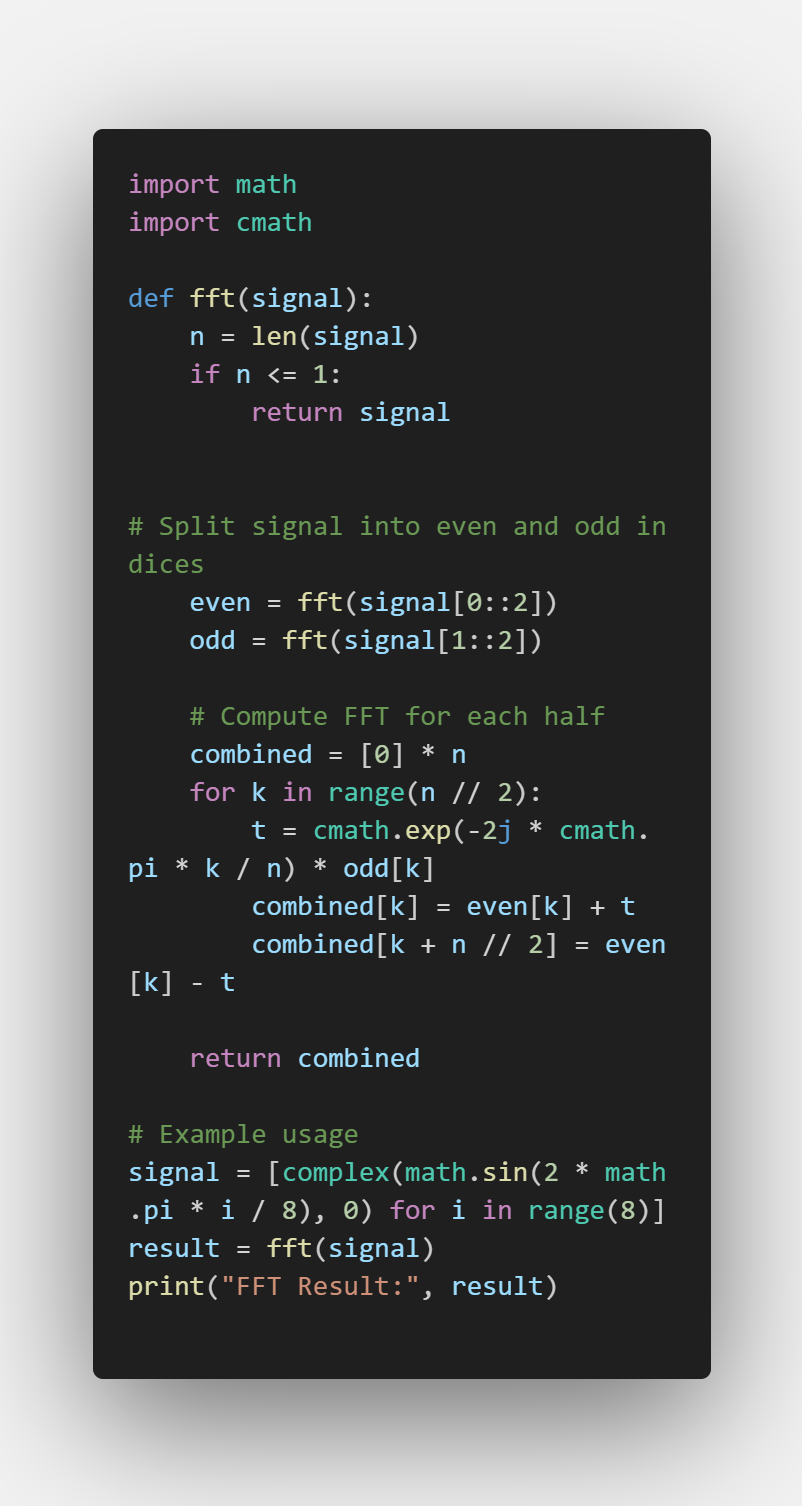 import math
import cmath

def fft(signal):
    n = len(signal)
    if n <= 1:
        return signal


# Split signal into even and odd in
dices
    even = fft(signal[0::2])
    odd = fft(signal[1::2])

    # Compute FFT for each half
    combined = [0] * n
    for k in range(n // 2):
        t = cmath.exp(-2j * cmath.
pi * k / n) * odd[k]
        combined[k] = even[k] + t
        combined[k + n // 2] = even
[k] - t

    return combined

# Example usage
signal = [complex(math.sin(2 * math
.pi * i / 8), 0) for i in range(8)]
result = fft(signal)
print("FFT Result:", result)